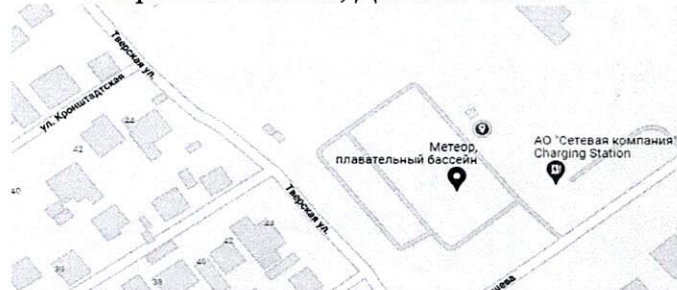 Тверская ул.
ул. Кронштадтская
44
42
40
Метеор,
плавательный бассейн
АО "Сетевая компания"
Charging Station
Тверская ул.
44
42
40
38